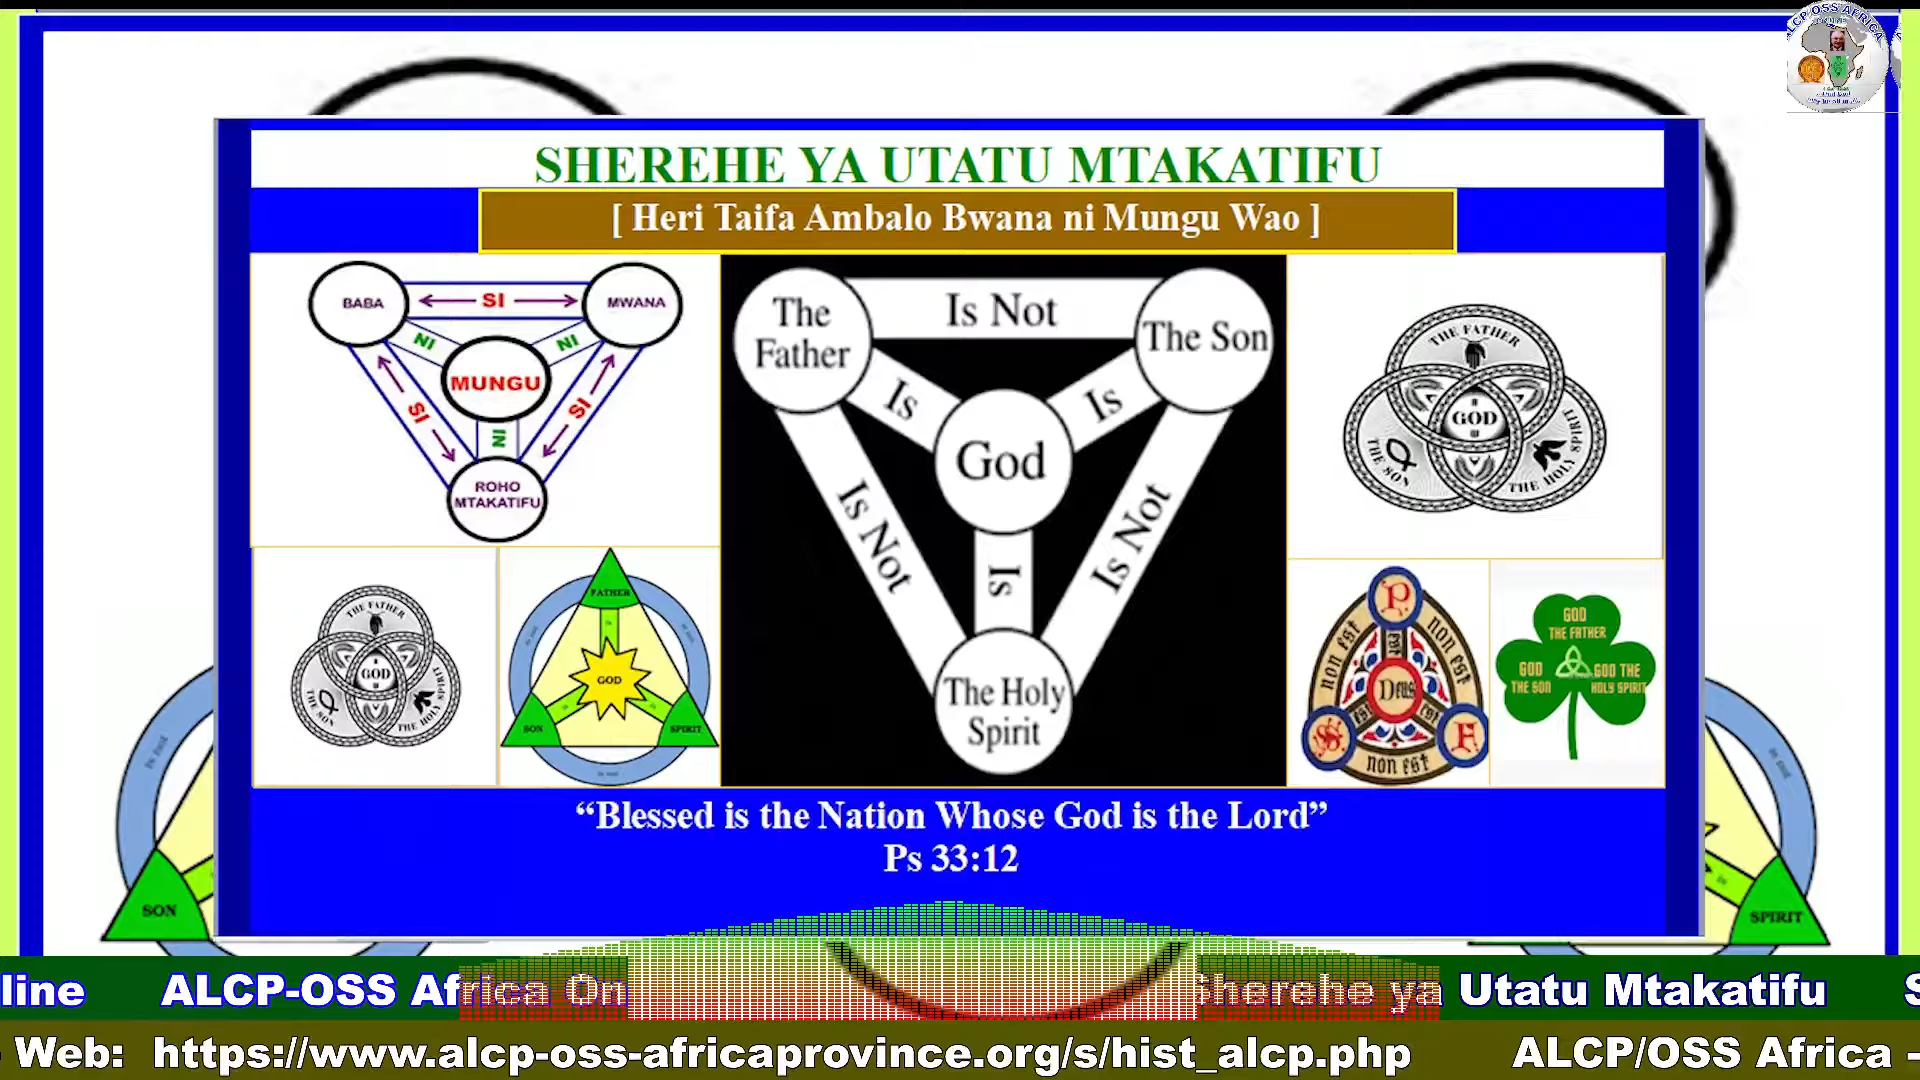 ALCP OSS AFRICA
SHEREHE YA UTATU MTAKATIFU
[ Heri Taifa Ambalo Bwana ni Mungu Wao ]
BABA
SI
MWANA
NI
NI
MUNGU
SI
SI
NI
ROHO
MTAKATIFU
The
Father
Is Not
The Son
Is
Is
God
Is Not
Is Not
Is
The Holy
Spirit
THE FATHER
GOD
THE SON
THE HOLY SPIRIT
THE FATHER
GOD
THE SON
THE HOLY SPIRIT
FATHER
GOD
SON
SPIRIT
P
non est
non est
est
Deus
est
est
S
F
non est
GOD
THE FATHER
GOD
THE SON
GOD THE
HOLY SPIRIT
“Blessed is the Nation Whose God is the Lord”
Ps 33:12
SON
SPIRIT
line ALCP-OSS Africa On Sherehe ya Utatu Mtakatifu S
- Web: https://www.alcp-oss-africaprovince.org/s/hist_alcp.php ALCP/OSS Africa -